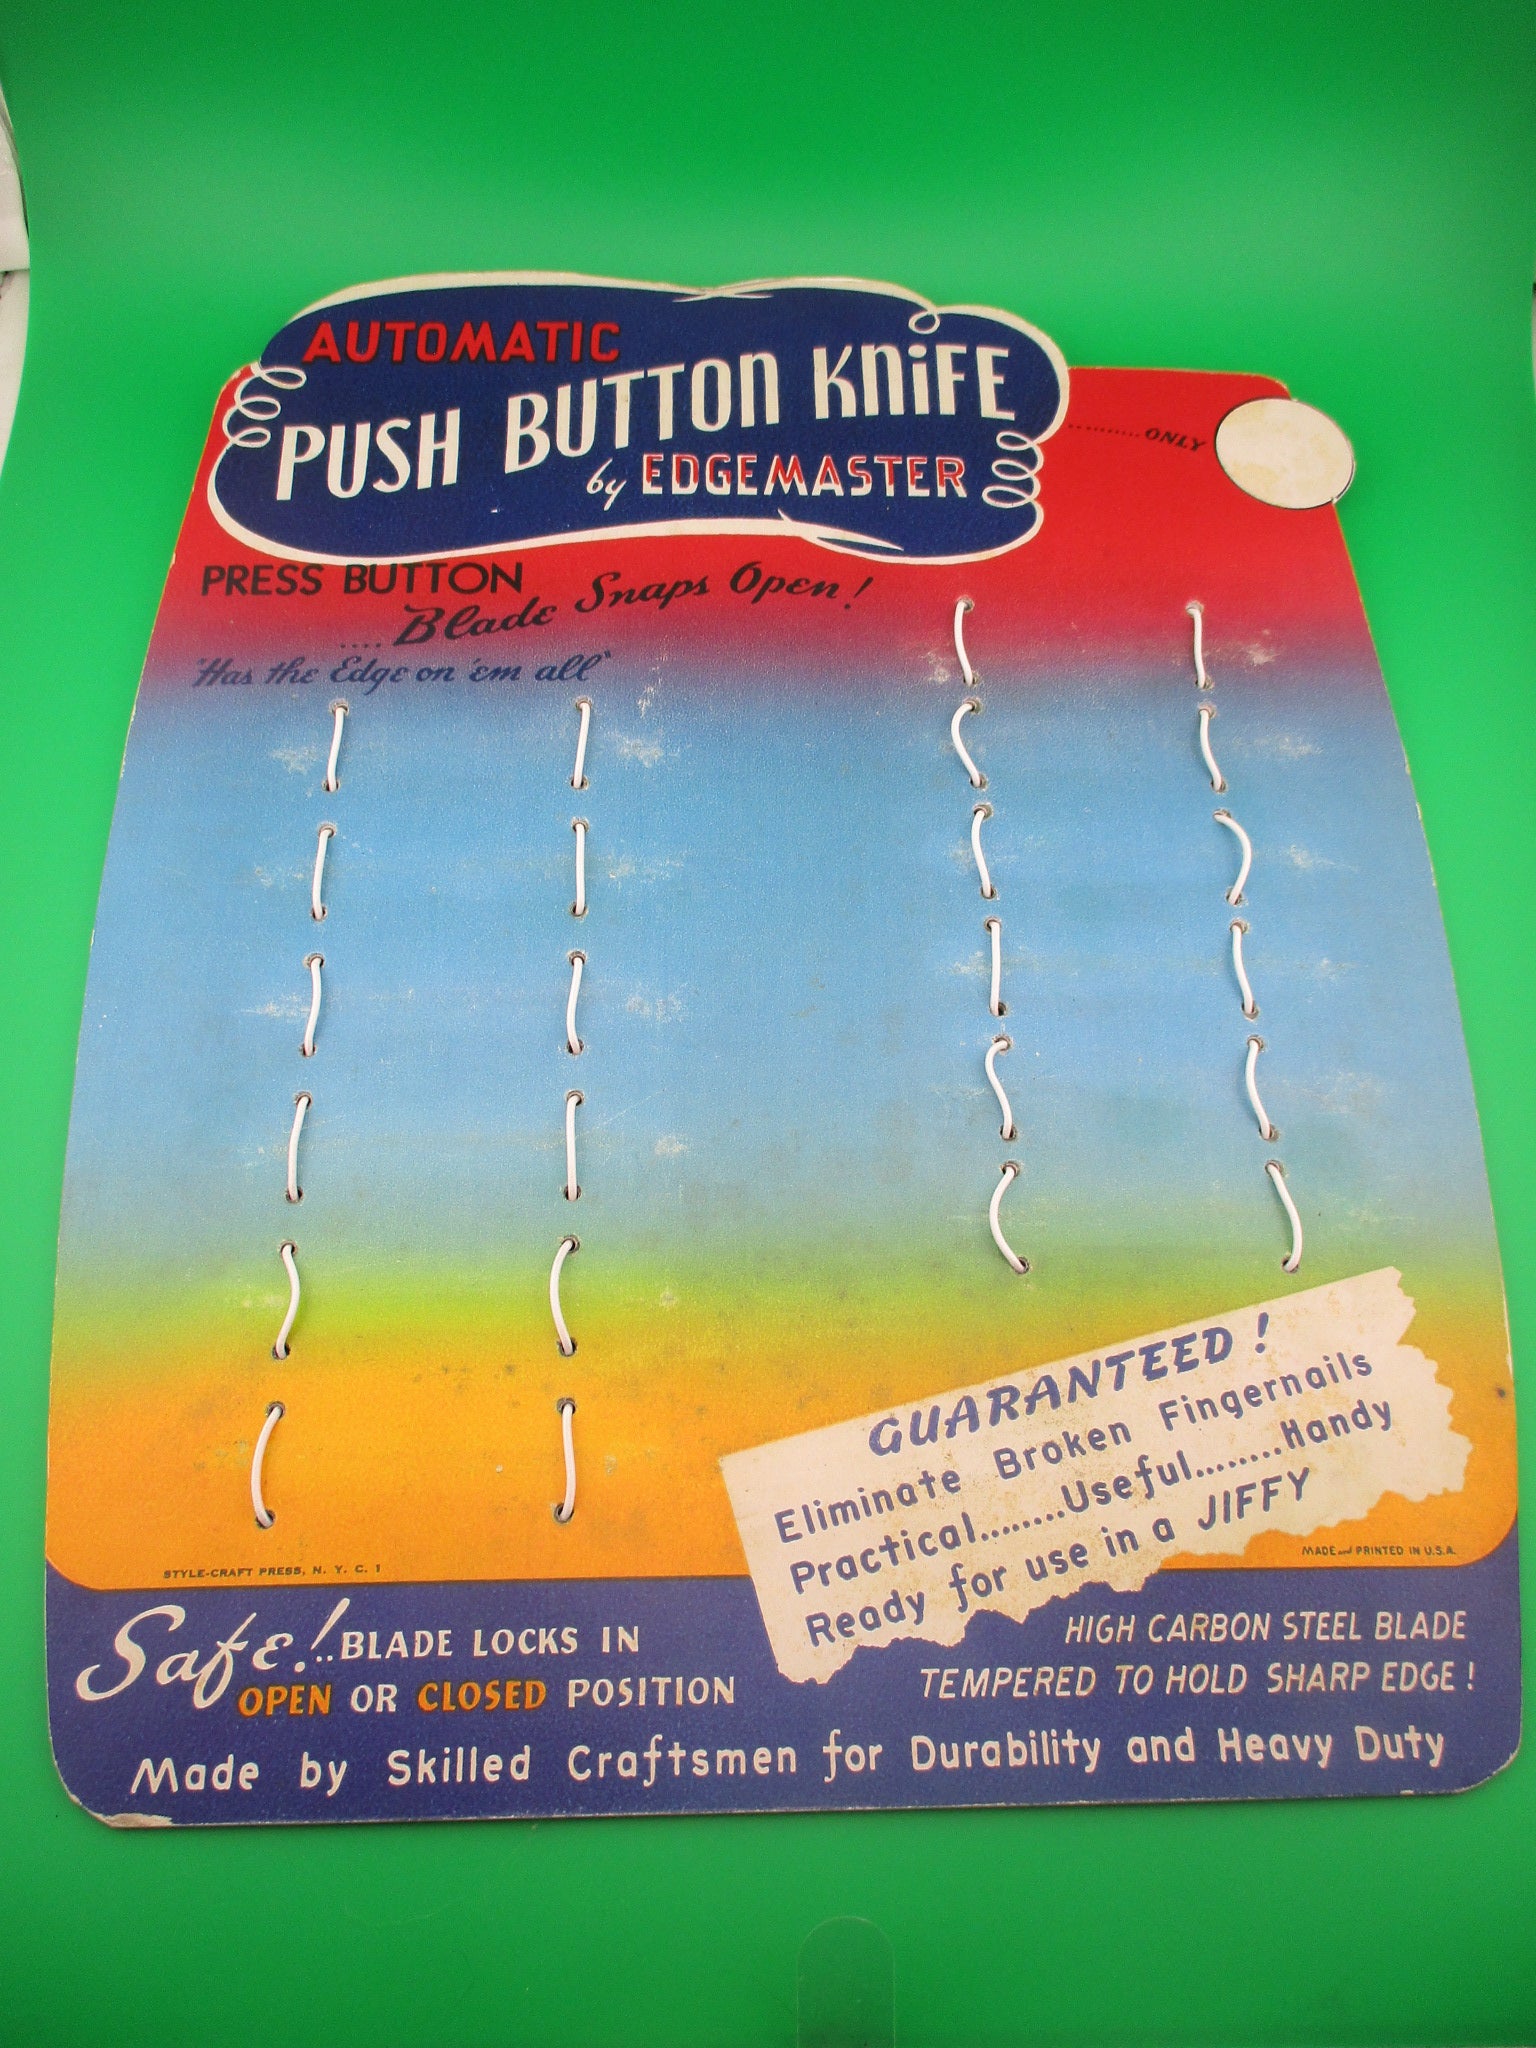 AUTOMATIC
PUSH BUTTON KNiFE
by EDGEMASTER
..........ONLY
PRESS BUTTON
....Blade Snaps Open!
"Has the Edge on 'em all"
GUARANTEED!
Eliminate Broken Fingernails
Practical........Useful........Handy
Ready for use in a JIFFY
STYLE-CRAFT PRESS, N. Y. C. 1
MADE and PRINTED IN U.S.A.
Safe!..BLADE LOCKS IN
OPEN OR CLOSED POSITION
HIGH CARBON STEEL BLADE
TEMPERED TO HOLD SHARP EDGE!
Made by Skilled Craftsmen for Durability and Heavy Duty